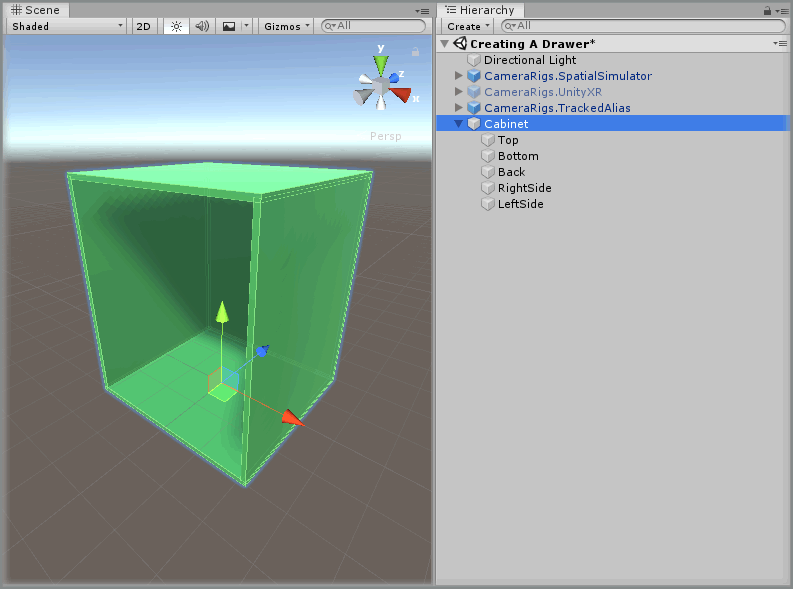 Scene
Shaded 2D Gizmos All
y
z
x
Persp
Hierarchy
Create All
Creating A Drawer*
Directional Light
CameraRigs.SpatialSimulator
CameraRigs.UnityXR
CameraRigs.TrackedAlias
Cabinet
Top
Bottom
Back
RightSide
LeftSide